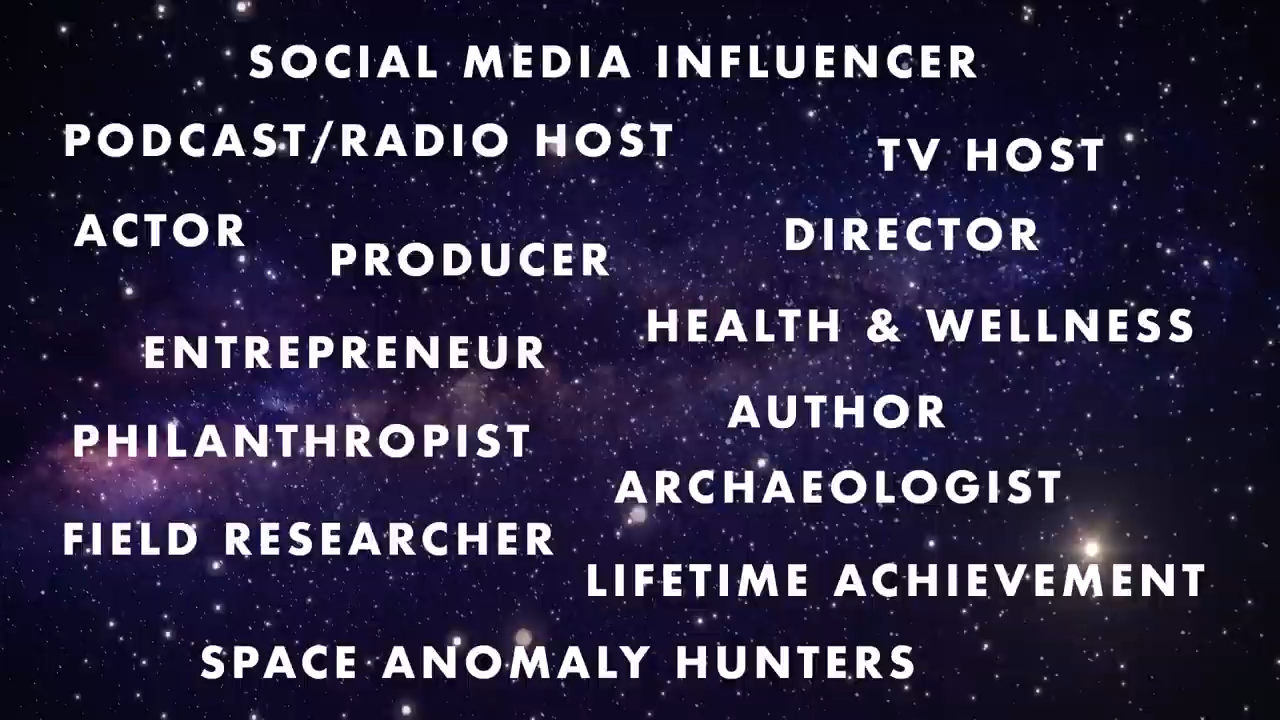 SOCIAL MEDIA INFLUENCER
PODCAST/RADIO HOST
TV HOST
ACTOR
PRODUCER
DIRECTOR
HEALTH & WELLNESS
ENTREPRENEUR
AUTHOR
PHILANTHROPIST
ARCHAEOLOGIST
FIELD RESEARCHER
LIFETIME ACHIEVEMENT
SPACE ANOMALY HUNTERS